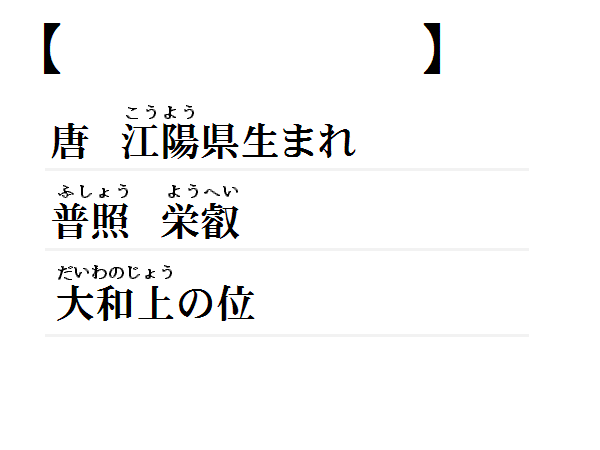 【 】
こうよう
唐 江陽県生まれ
ふしょう ようへい
普照 栄叡
だいわのじょう
大和上の位